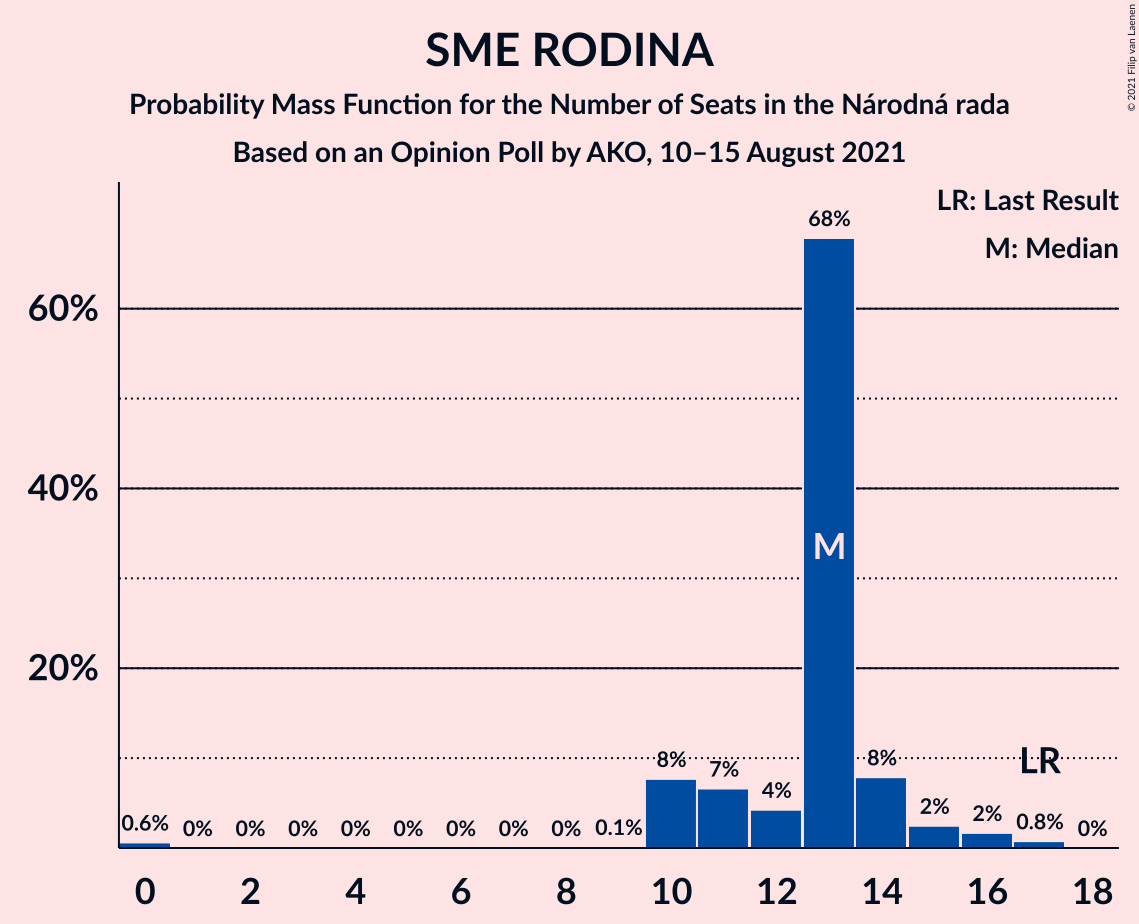 SME RODINA
Probability Mass Function for the Number of Seats in the Národná rada
Based on an Opinion Poll by AKO, 10–15 August 2021
© 2021 Filip van Laenen
LR: Last Result
M: Median
60%
40%
20%
0.6% 0% 0% 0% 0% 0% 0% 0% 0% 0.1% 8% 7% 4% 68% 8% 2% 2% 0.8% 0%
M
LR
0 2 4 6 8 10 12 14 16 18